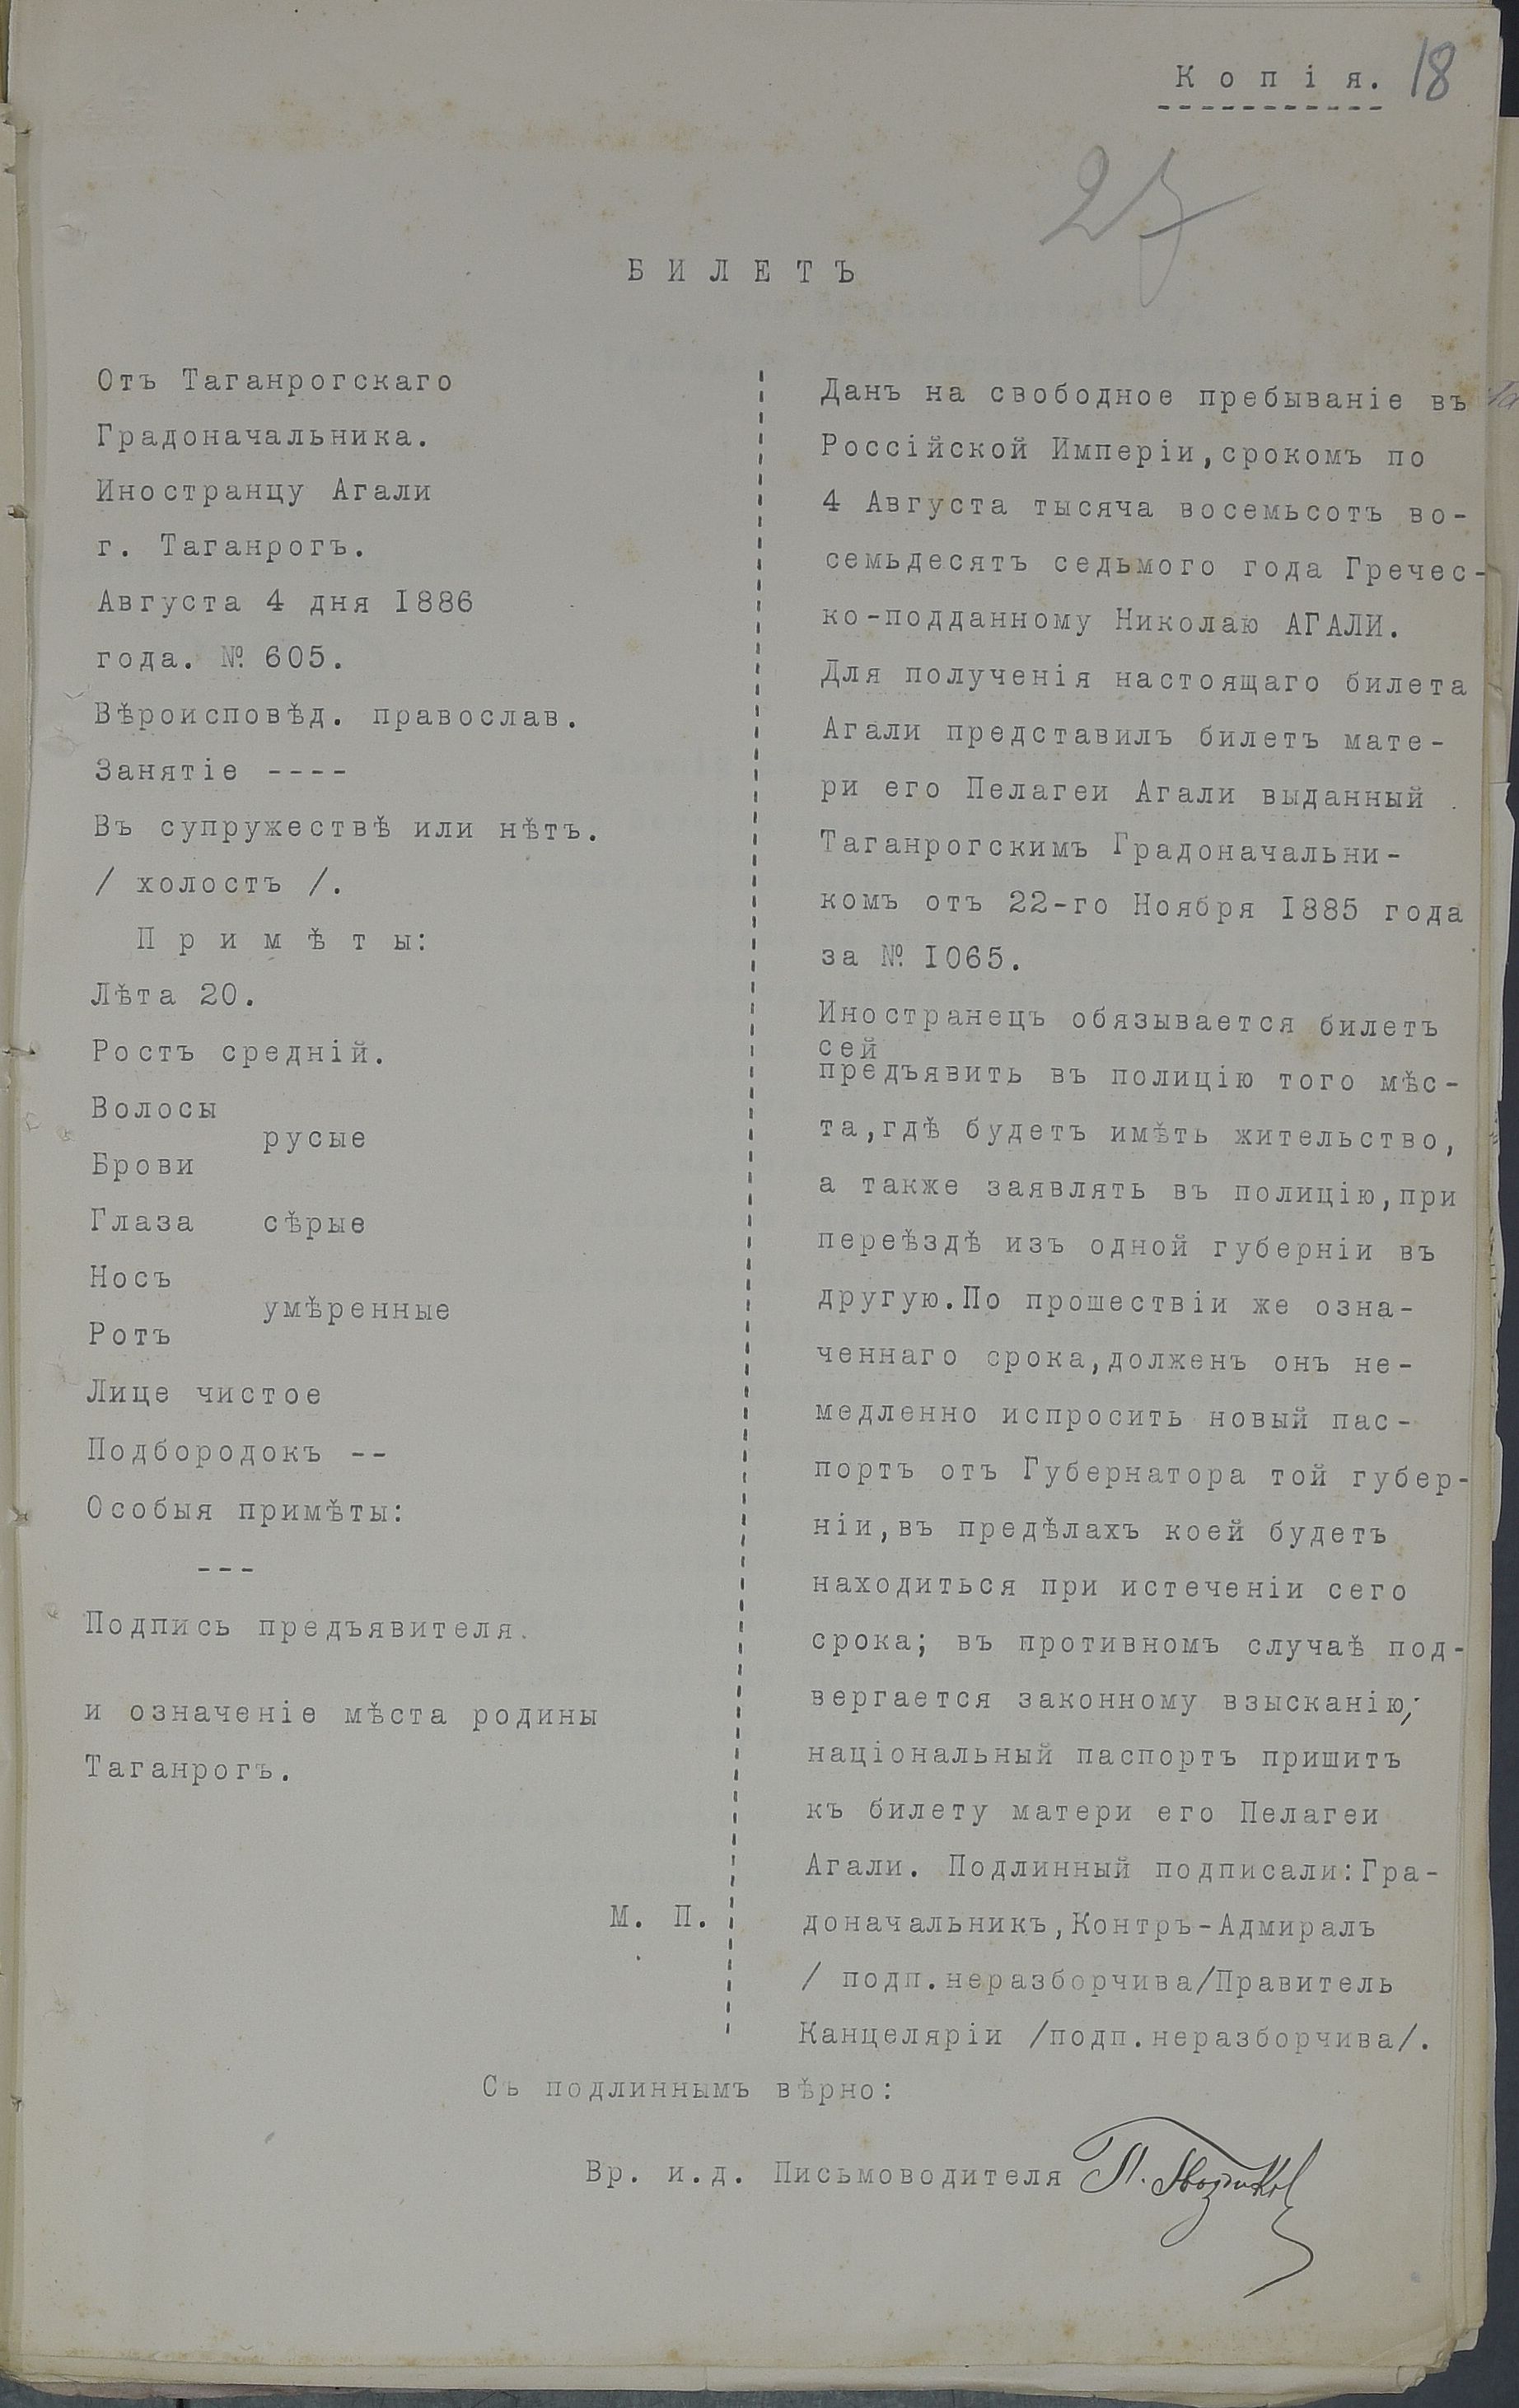 К о п і я. 18
27
Б И Л Е Т Ъ
Отъ Таганрогскаго
Градоначальника.
Иностранцу Агали
г. Таганрогъ.
Августа 4 дня I886
года. № 605.
Вѣроисповѣд. православ.
Занятіе ----
Въ супружествѣ или нѣтъ.
/ холостъ /.
П р и м ѣ т ы:
Лѣта 20.
Ростъ средній.
Волосы
русые
Брови
Глаза сѣрые
Носъ
умѣренные
Ротъ
Лице чистое
Подбородокъ --
Особыя примѣты:
---
Подпись предъявителя.
и означеніе мѣста родины
Таганрогъ.
М. П.
Данъ на свободное пребываніе въ
Россійской Имперіи,срокомъ по
4 Августа тысяча восемьсотъ во-
семьдесятъ седьмого года Гречес-
ко-подданному Николаю АГАЛИ.
Для полученія настоящаго билета
Агали представилъ билетъ мате-
ри его Пелагеи Агали выданный
Таганрогскимъ Градоначальни-
комъ отъ 22-го Ноября I885 года
за № I065.
Иностранецъ обязывается билетъ
сей
предъявить въ полицію того мѣс-
та,гдѣ будетъ имѣть жительство,
а также заявлять въ полицію,при
переѣздѣ изъ одной губерніи въ
другую.По прошествіи же озна-
ченнаго срока,долженъ онъ не-
медленно испросить новый пас-
портъ отъ Губернатора той губер-
ніи,въ предѣлахъ коей будетъ
находиться при истеченіи сего
срока; въ противномъ случаѣ под-
вергается законному взысканію;
національный паспортъ пришитъ
къ билету матери его Пелагеи
Агали. Подлинный подписали:Гра-
доначальникъ,Контръ-Адмиралъ
/ подп.неразборчива/Правитель
Канцеляріи /подп.неразборчива/.
Съ подлиннымъ вѣрно:
Вр. и.д. Письмоводителя